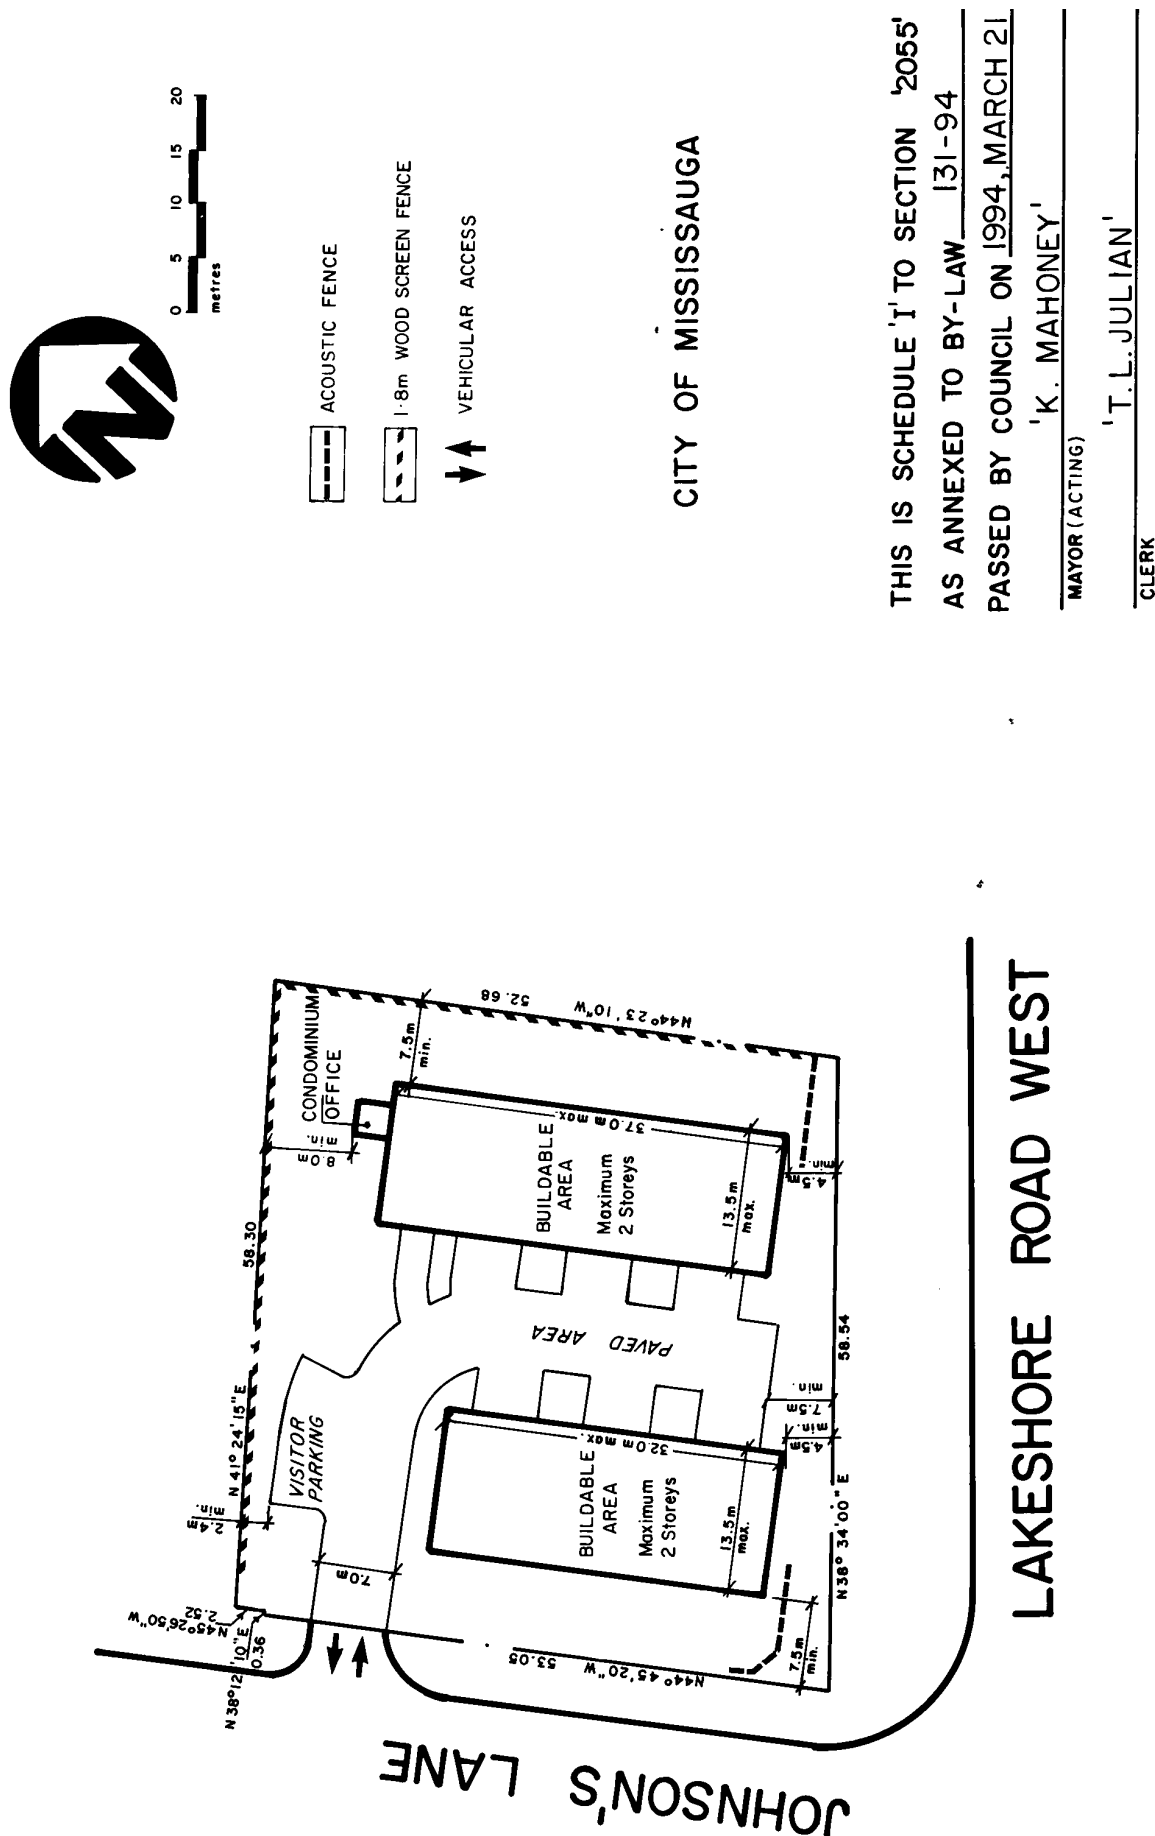 N
0 5 10 15 20
metres
ACOUSTIC FENCE
1·8m WOOD SCREEN FENCE
VEHICULAR ACCESS
CITY OF MISSISSAUGA
THIS IS SCHEDULE 'I' TO SECTION '2055'
AS ANNEXED TO BY-LAW 131-94
PASSED BY COUNCIL ON 1994, MARCH 21
'K. MAHONEY'
MAYOR (ACTING)
'T. L. JULIAN'
CLERK
N45°26'50"W
2.52
N38°12'10"E
0.36
2.4m
min.
N 41° 24' 15" E
58.30
8.0m
min.
CONDOMINIUM
OFFICE
7.5m
min.
52.68
N44°23'10"W
VISITOR
PARKING
7.0m
BUILDABLE
AREA
Maximum
2 Storeys
32.0m max.
13.5m
max.
PAVED AREA
BUILDABLE
AREA
Maximum
2 Storeys
37.0m max.
13.5m
max.
4.5m
min.
7.5m
min.
4.5m
min.
58.54
N38° 34' 00" E
7.5m
min.
N44° 45' 20" W
53.05
JOHNSON'S LANE
LAKESHORE ROAD WEST